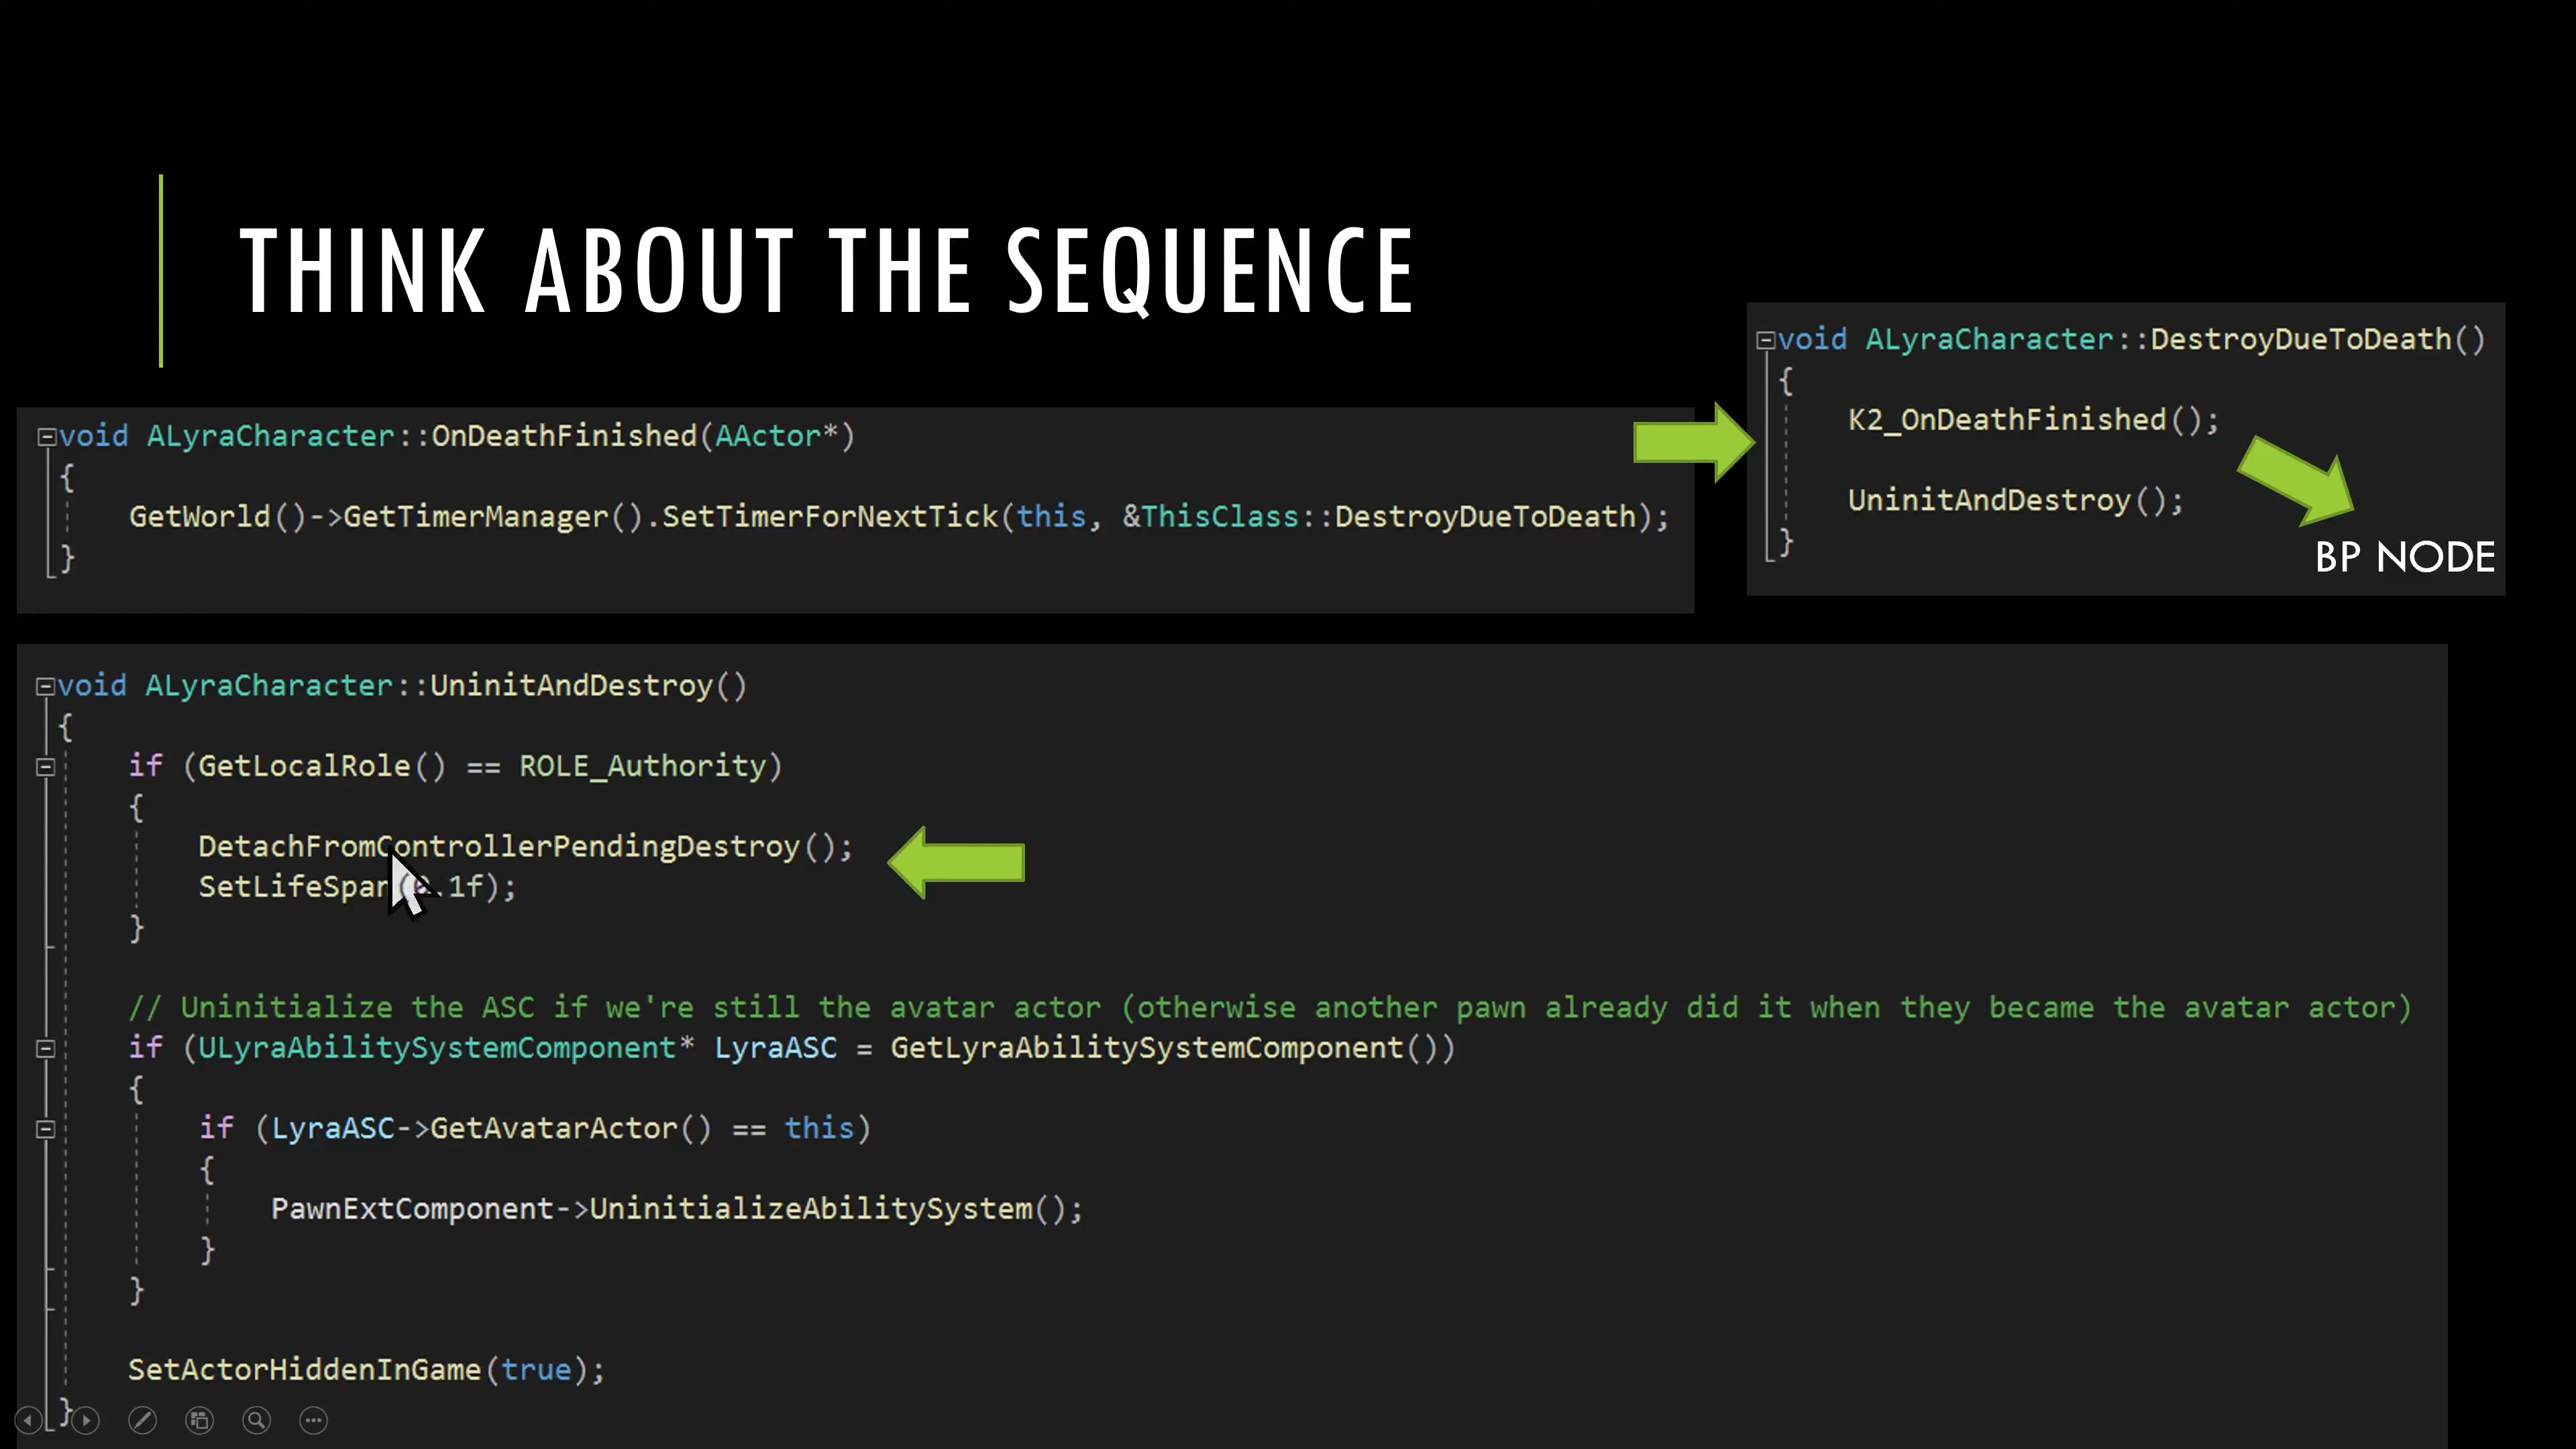 THINK ABOUT THE SEQUENCE
void ALyraCharacter::OnDeathFinished(AActor*)
{
GetWorld()->GetTimerManager().SetTimerForNextTick(this, &ThisClass::DestroyDueToDeath);
}
void ALyraCharacter::DestroyDueToDeath()
{
K2_OnDeathFinished();
UninitAndDestroy();
}
BP NODE
void ALyraCharacter::UninitAndDestroy()
{
if (GetLocalRole() == ROLE_Authority)
{
DetachFromControllerPendingDestroy();
SetLifeSpan(0.1f);
}
// Uninitialize the ASC if we're still the avatar actor (otherwise another pawn already did it when they became the avatar actor)
if (ULyraAbilitySystemComponent* LyraASC = GetLyraAbilitySystemComponent())
{
if (LyraASC->GetAvatarActor() == this)
{
PawnExtComponent->UninitializeAbilitySystem();
}
}
SetActorHiddenInGame(true);
}